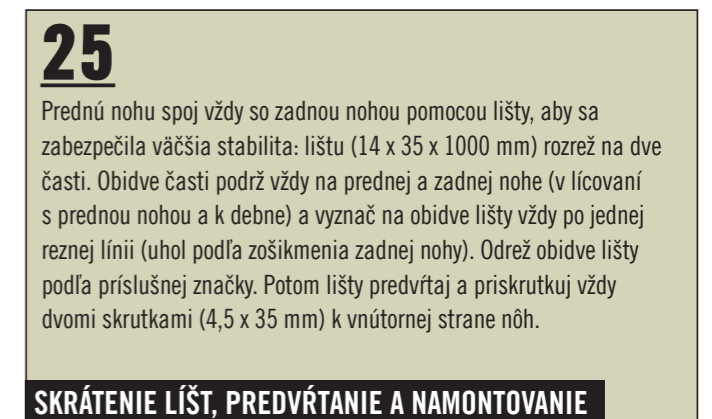 25
Prednú nohu spoj vždy so zadnou nohou pomocou lišty, aby sa
zabezpečila väčšia stabilita: lištu (14 x 35 x 1000 mm) rozrež na dve
časti. Obidve časti podrž vždy na prednej a zadnej nohe (v lícovaní
s prednou nohou a k debne) a vyznač na obidve lišty vždy po jednej
reznej línii (uhol podľa zošikmenia zadnej nohy). Odrež obidve lišty
podľa príslušnej značky. Potom lišty predvŕtaj a priskrutkuj vždy
dvomi skrutkami (4,5 x 35 mm) k vnútornej strane nôh.
SKRÁTENIE LÍŠT, PREDVŔTANIE A NAMONTOVANIE